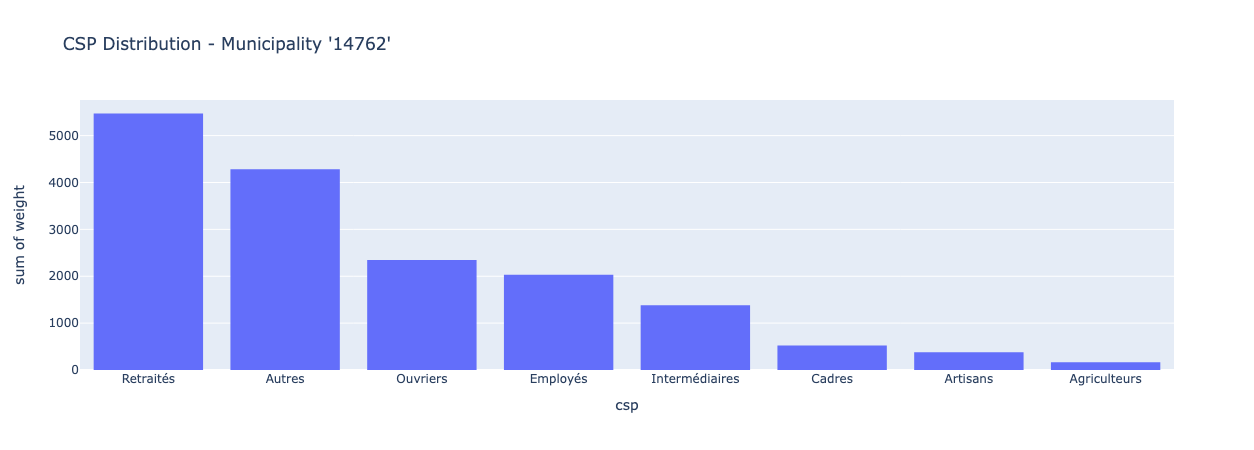 CSP Distribution - Municipality '14762'
sum of weight
5000
4000
3000
2000
1000
0
Retraités Autres Ouvriers Employés Intermédiaires Cadres Artisans Agriculteurs
csp